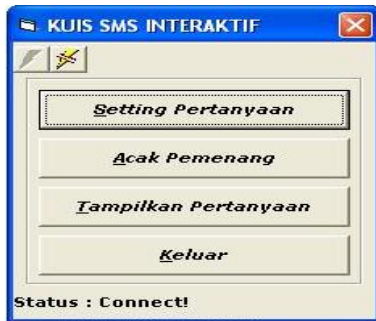 KUIS SMS INTERAKTIF
Setting Pertanyaan
Acak Pemenang
Tampilkan Pertanyaan
Keluar
Status : Connect!